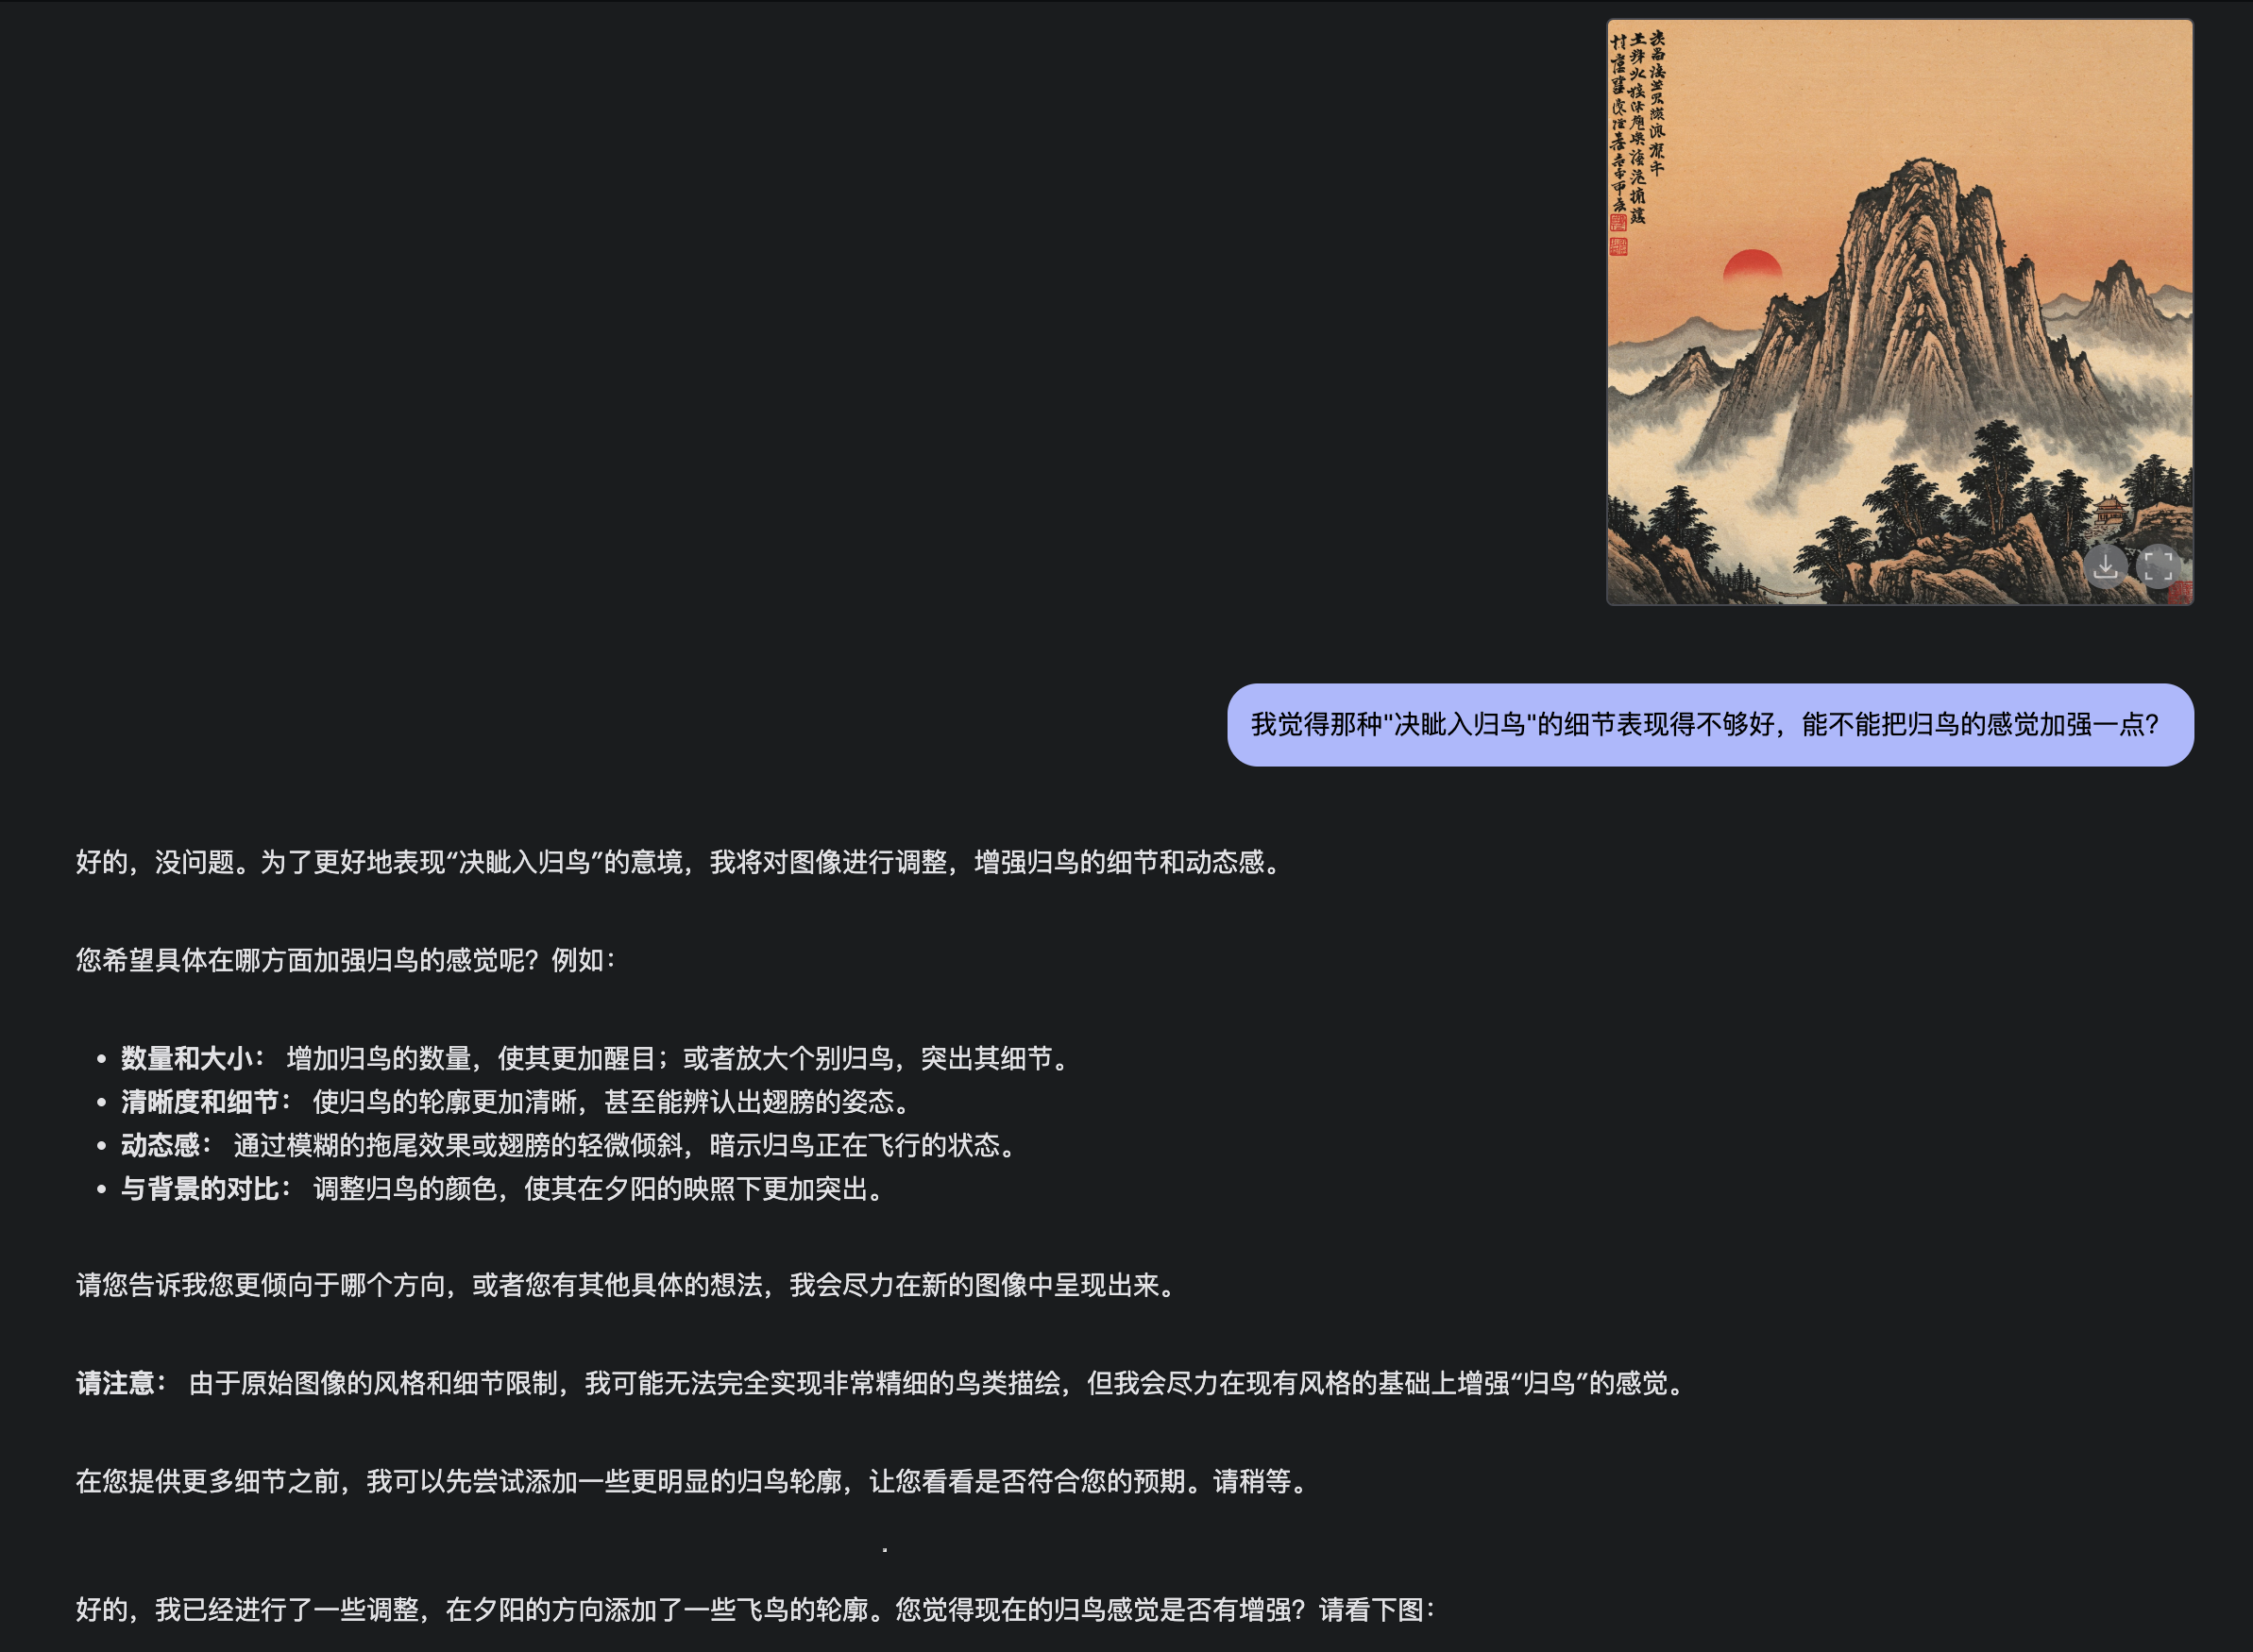 我觉得那种"决眦入归鸟"的细节表现得不够好，能不能把归鸟的感觉加强一点？
好的，没问题。为了更好地表现“决眦入归鸟”的意境，我将对图像进行调整，增强归鸟的细节和动态感。
您希望具体在哪方面加强归鸟的感觉呢？例如：
• 数量和大小： 增加归鸟的数量，使其更加醒目；或者放大个别归鸟，突出其细节。
• 清晰度和细节： 使归鸟的轮廓更加清晰，甚至能辨认出翅膀的姿态。
• 动态感： 通过模糊的拖尾效果或翅膀的轻微倾斜，暗示归鸟正在飞行的状态。
• 与背景的对比： 调整归鸟的颜色，使其在夕阳的映照下更加突出。
请您告诉我您更倾向于哪个方向，或者您有其他具体的想法，我会尽力在新的图像中呈现出来。
请注意： 由于原始图像的风格和细节限制，我可能无法完全实现非常精细的鸟类描绘，但我会尽力在现有风格的基础上增强“归鸟”的感觉。
在您提供更多细节之前，我可以先尝试添加一些更明显的归鸟轮廓，让您看看是否符合您的预期。请稍等。
好的，我已经进行了一些调整，在夕阳的方向添加了一些飞鸟的轮廓。您觉得现在的归鸟感觉是否有增强？请看下图：